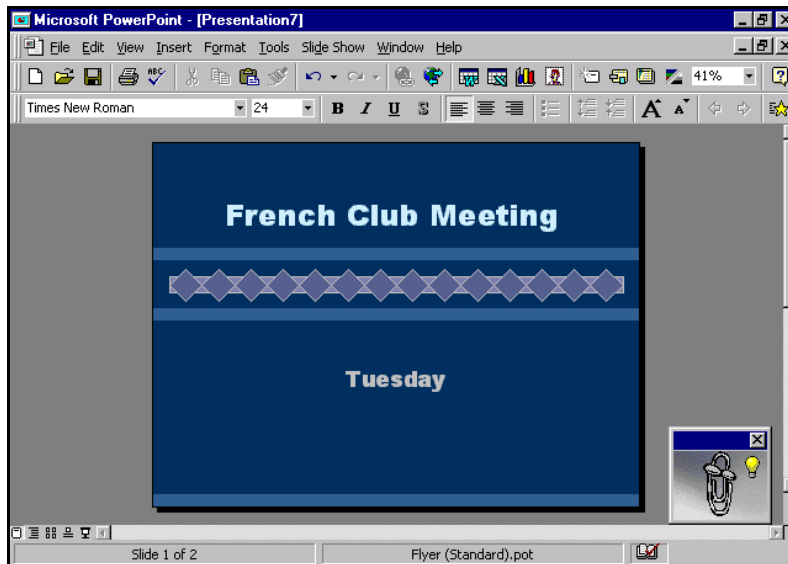 Microsoft PowerPoint - [Presentation7]
File Edit View Insert Format Tools Slide Show Window Help
ABC 41%
Times New Roman 24 B I U S A A
French Club Meeting
Tuesday
Slide 1 of 2 Flyer (Standard).pot